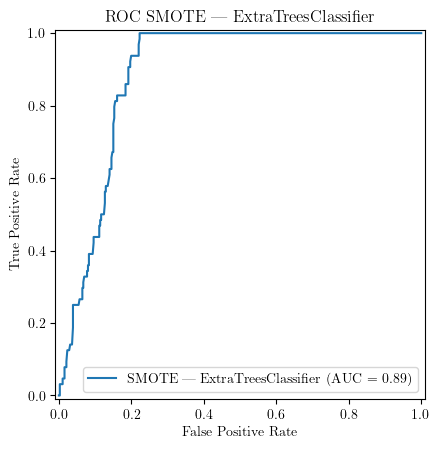 ROC SMOTE — ExtraTreesClassifier
1.0
0.8
0.6
0.4
0.2
0.0
True Positive Rate
SMOTE — ExtraTreesClassifier (AUC = 0.89)
0.0 0.2 0.4 0.6 0.8 1.0
False Positive Rate